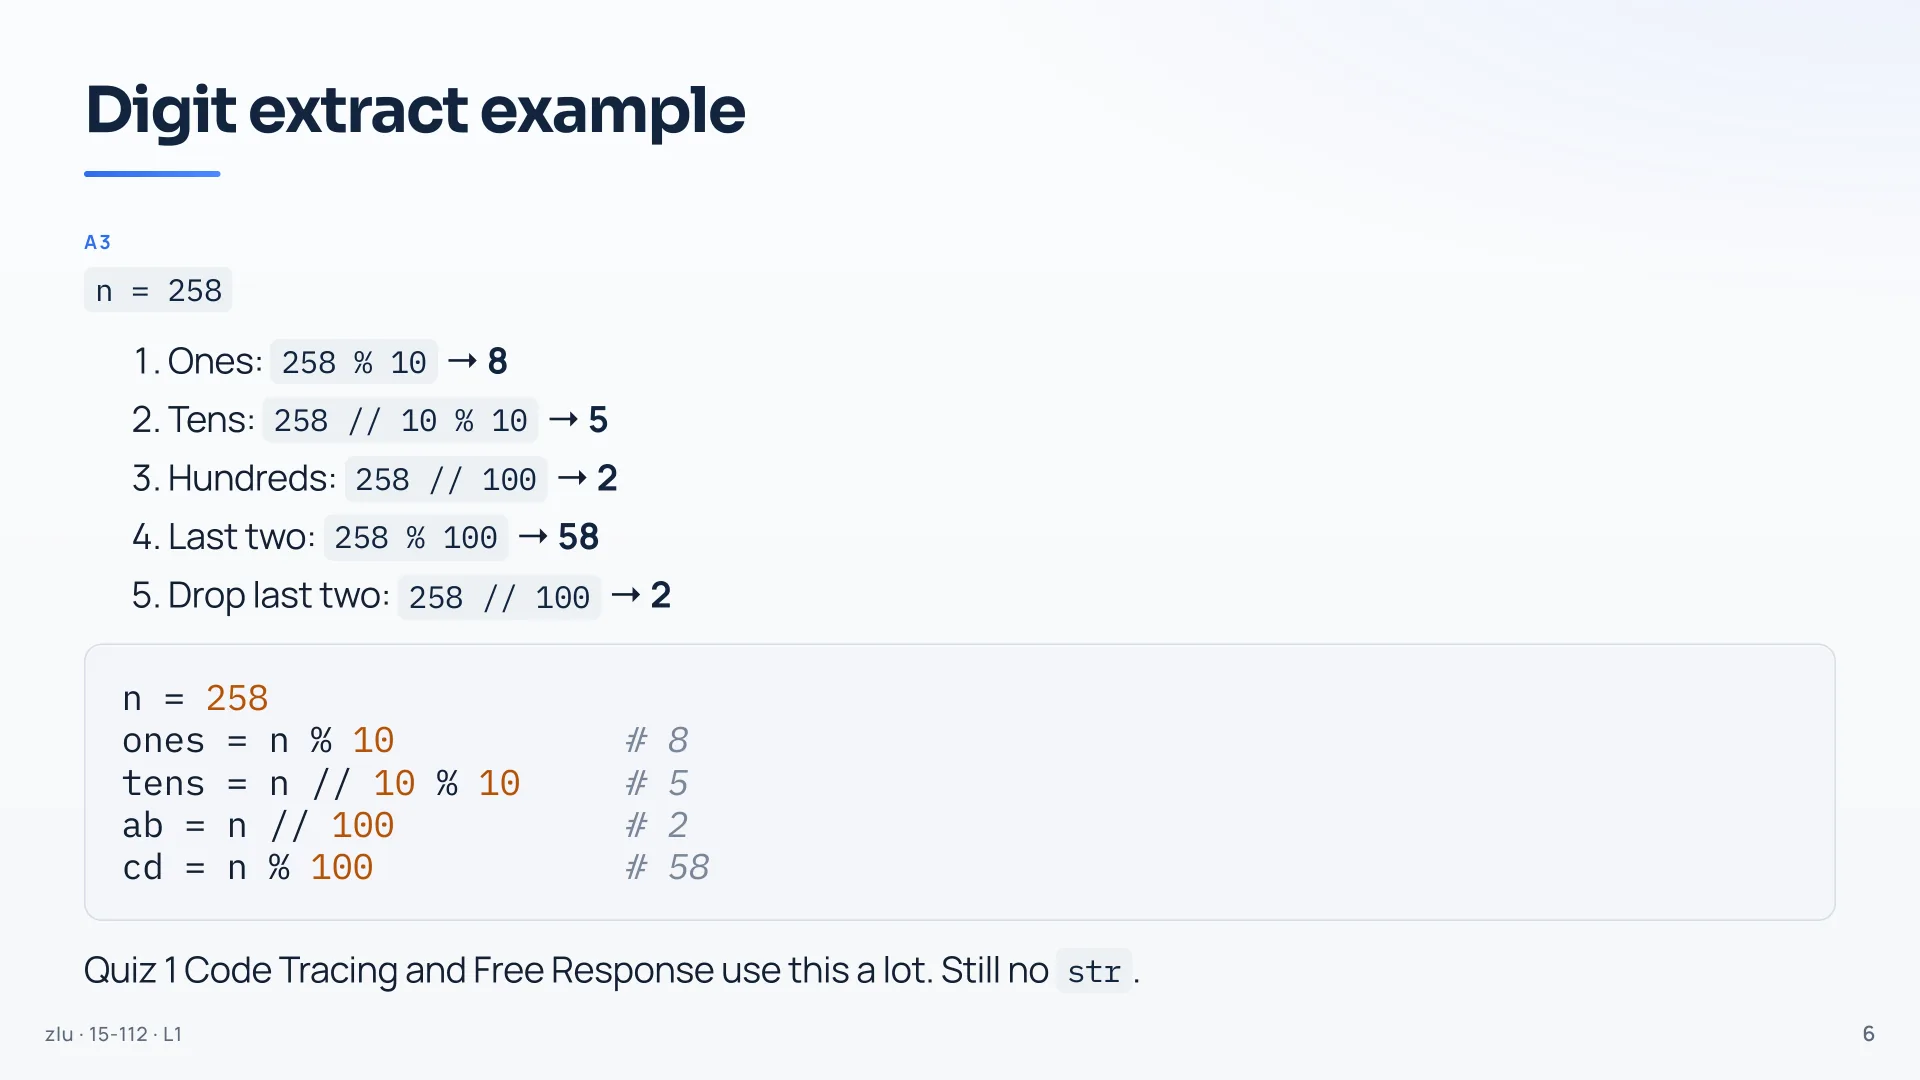 Digit extract example
A3
n = 258
1. Ones: 258 % 10 → 8
2. Tens: 258 // 10 % 10 → 5
3. Hundreds: 258 // 100 → 2
4. Last two: 258 % 100 → 58
5. Drop last two: 258 // 100 → 2
n = 258
ones = n % 10           # 8
tens = n // 10 % 10     # 5
ab = n // 100           # 2
cd = n % 100            # 58
Quiz 1 Code Tracing and Free Response use this a lot. Still no str.
zlu · 15-112 · L1
6